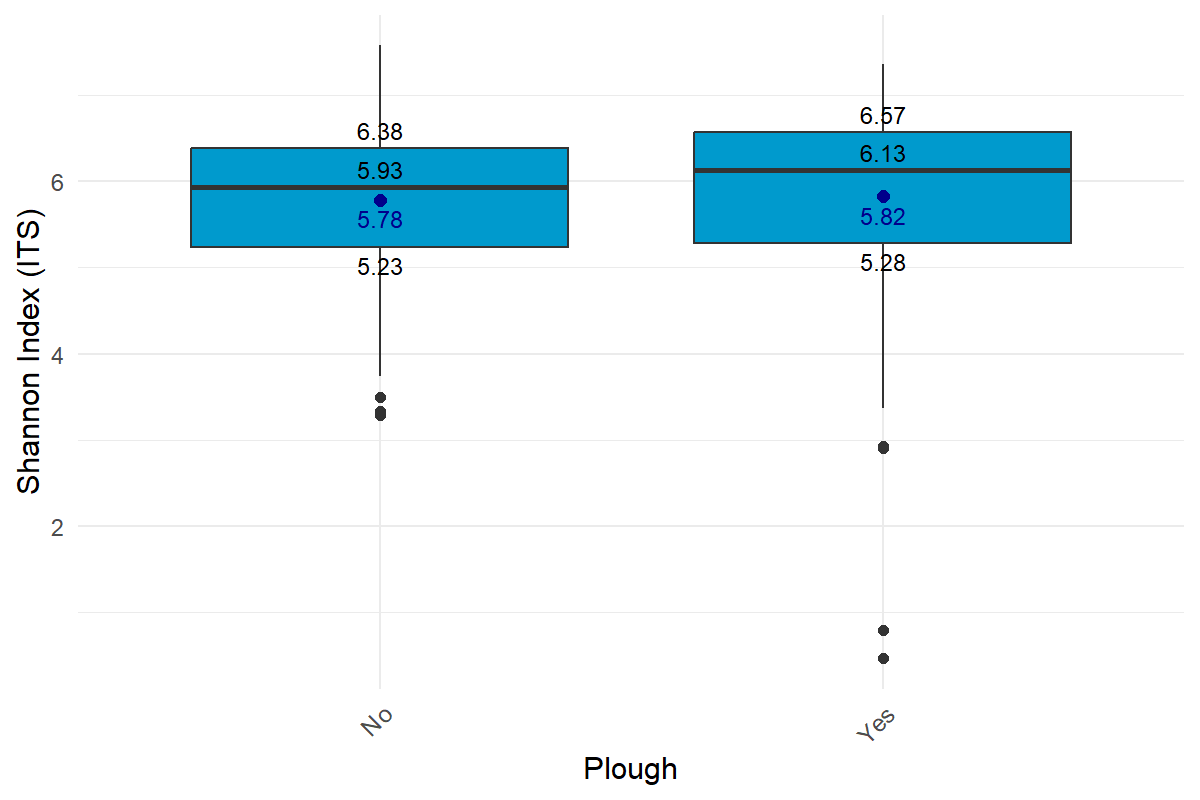 Shannon Index (ITS)
6
4
2
6.38
5.93
5.78
5.23
6.57
6.13
5.82
5.28
No
Yes
Plough